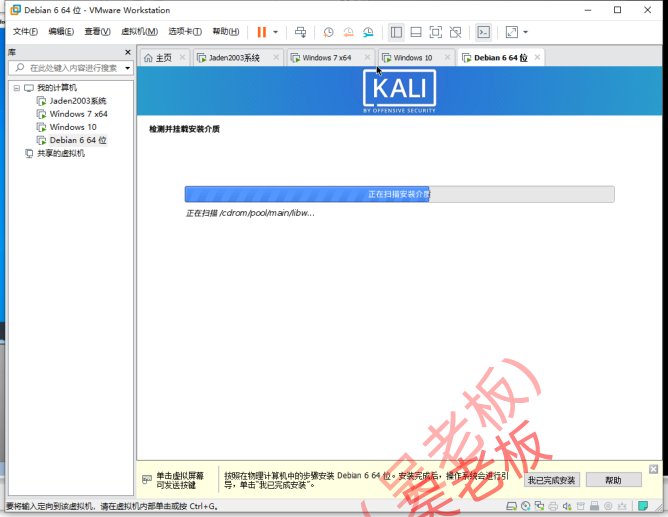 Debian 6 64 位 - VMware Workstation
文件(F) 编辑(E) 查看(V) 虚拟机(M) 选项卡(T) 帮助(H)
库
在此处键入内容进行搜索
我的计算机
Jaden2003系统
Windows 7 x64
Windows 10
Debian 6 64 位
共享的虚拟机
主页 Jaden2003系统 Windows 7 x64 Windows 10 Debian 6 64 位
KALI
BY OFFENSIVE SECURITY
检测并挂载安装介质
正在扫描安装介质
正在扫描 /cdrom/pool/main/libw...
(吴老板)
吴老板
单击虚拟屏幕
可发送按键
按照在物理计算机中的步骤安装 Debian 6 64 位。安装完成后，操作系统会进行引
导，单击“我已完成安装”。
我已完成安装 帮助
要将输入定向到该虚拟机，请在虚拟机内部单击或按 Ctrl+G。